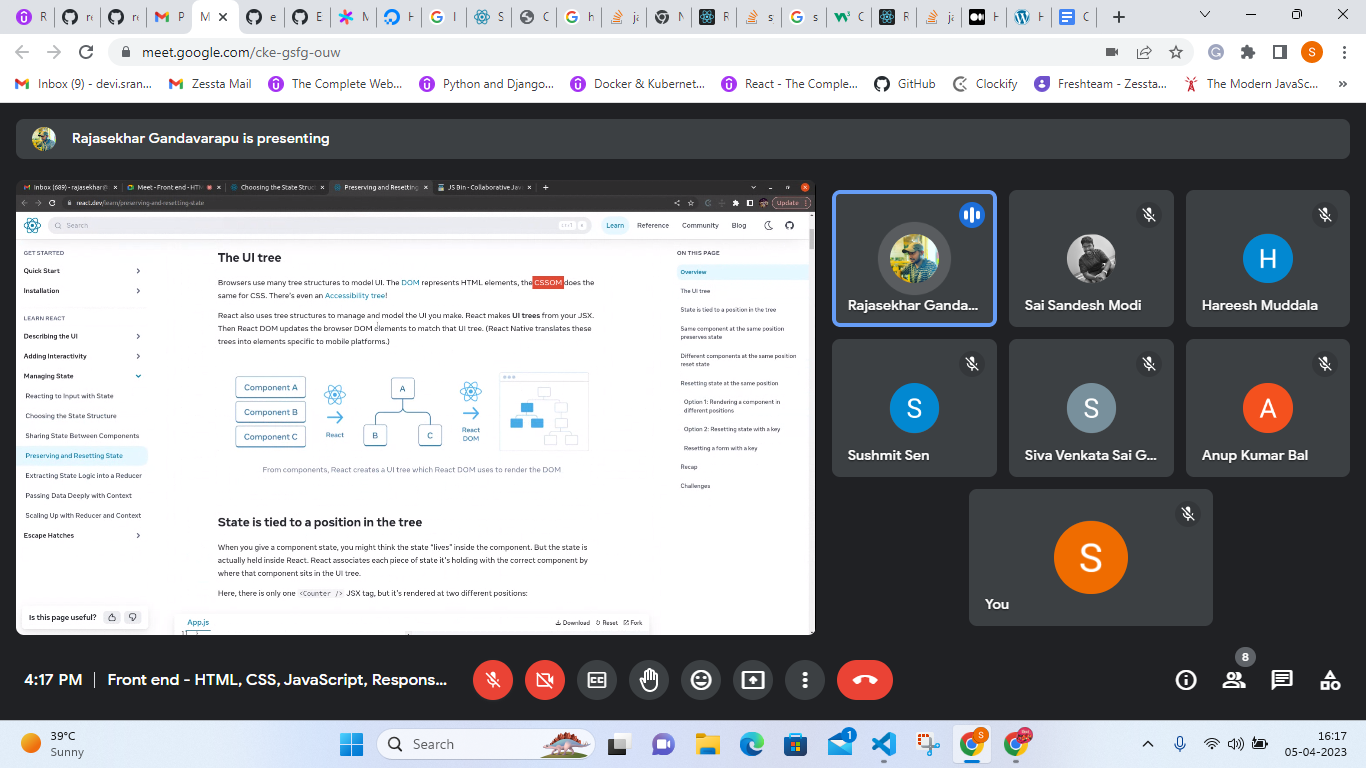 R
re
re
P
M
e
E
M
H
I
S
C
h
ja
N
R
s
s
C
R
ja
H
H
C
meet.google.com/cke-gsfg-ouw
S
Inbox (9) - devi.sran...
Zessta Mail
The Complete Web...
Python and Django...
Docker & Kubernet...
React - The Comple...
GitHub
Clockify
Freshteam - Zessta...
The Modern JavaSc...
»
Rajasekhar Gandavarapu is presenting
Inbox (689) - rajasekhar@
Meet - Front end - HTM
Choosing the State Struct
Preserving and Resetting
JS Bin - Collaborative Jav
react.dev/learn/preserving-and-resetting-state
Update
Search
Ctrl K
Learn
Reference
Community
Blog
GET STARTED
Quick Start
Installation
LEARN REACT
Describing the UI
Adding Interactivity
Managing State
Reacting to Input with State
Choosing the State Structure
Sharing State Between Components
Preserving and Resetting State
Extracting State Logic into a Reducer
Passing Data Deeply with Context
Scaling Up with Reducer and Context
Escape Hatches
Is this page useful?
The UI tree
Browsers use many tree structures to model UI. The DOM represents HTML elements, the CSSOM does the
same for CSS. There's even an Accessibility tree!
React also uses tree structures to manage and model the UI you make. React makes UI trees from your JSX.
Then React DOM updates the browser DOM elements to match that UI tree. (React Native translates these
trees into elements specific to mobile platforms.)
Component A
Component B
Component C
React
A
B
C
React
DOM
From components, React creates a UI tree which React DOM uses to render the DOM
State is tied to a position in the tree
When you give a component state, you might think the state "lives" inside the component. But the state is
actually held inside React. React associates each piece of state it's holding with the correct component by
where that component sits in the UI tree.
Here, there is only one <Counter /> JSX tag, but it's rendered at two different positions:
App.js
Download
Reset
Fork
1
ON THIS PAGE
Overview
The UI tree
State is tied to a position in the tree
Same component at the same position
preserves state
Different components at the same position
reset state
Resetting state at the same position
Option 1: Rendering a component in
different positions
Option 2: Resetting state with a key
Resetting a form with a key
Recap
Challenges
Rajasekhar Ganda...
Sai Sandesh Modi
H
Hareesh Muddala
S
Sushmit Sen
S
Siva Venkata Sai G...
A
Anup Kumar Bal
S
You
4:17 PM | Front end - HTML, CSS, JavaScript, Respons...
8
39°C
Sunny
Search
1
S
16:17
05-04-2023